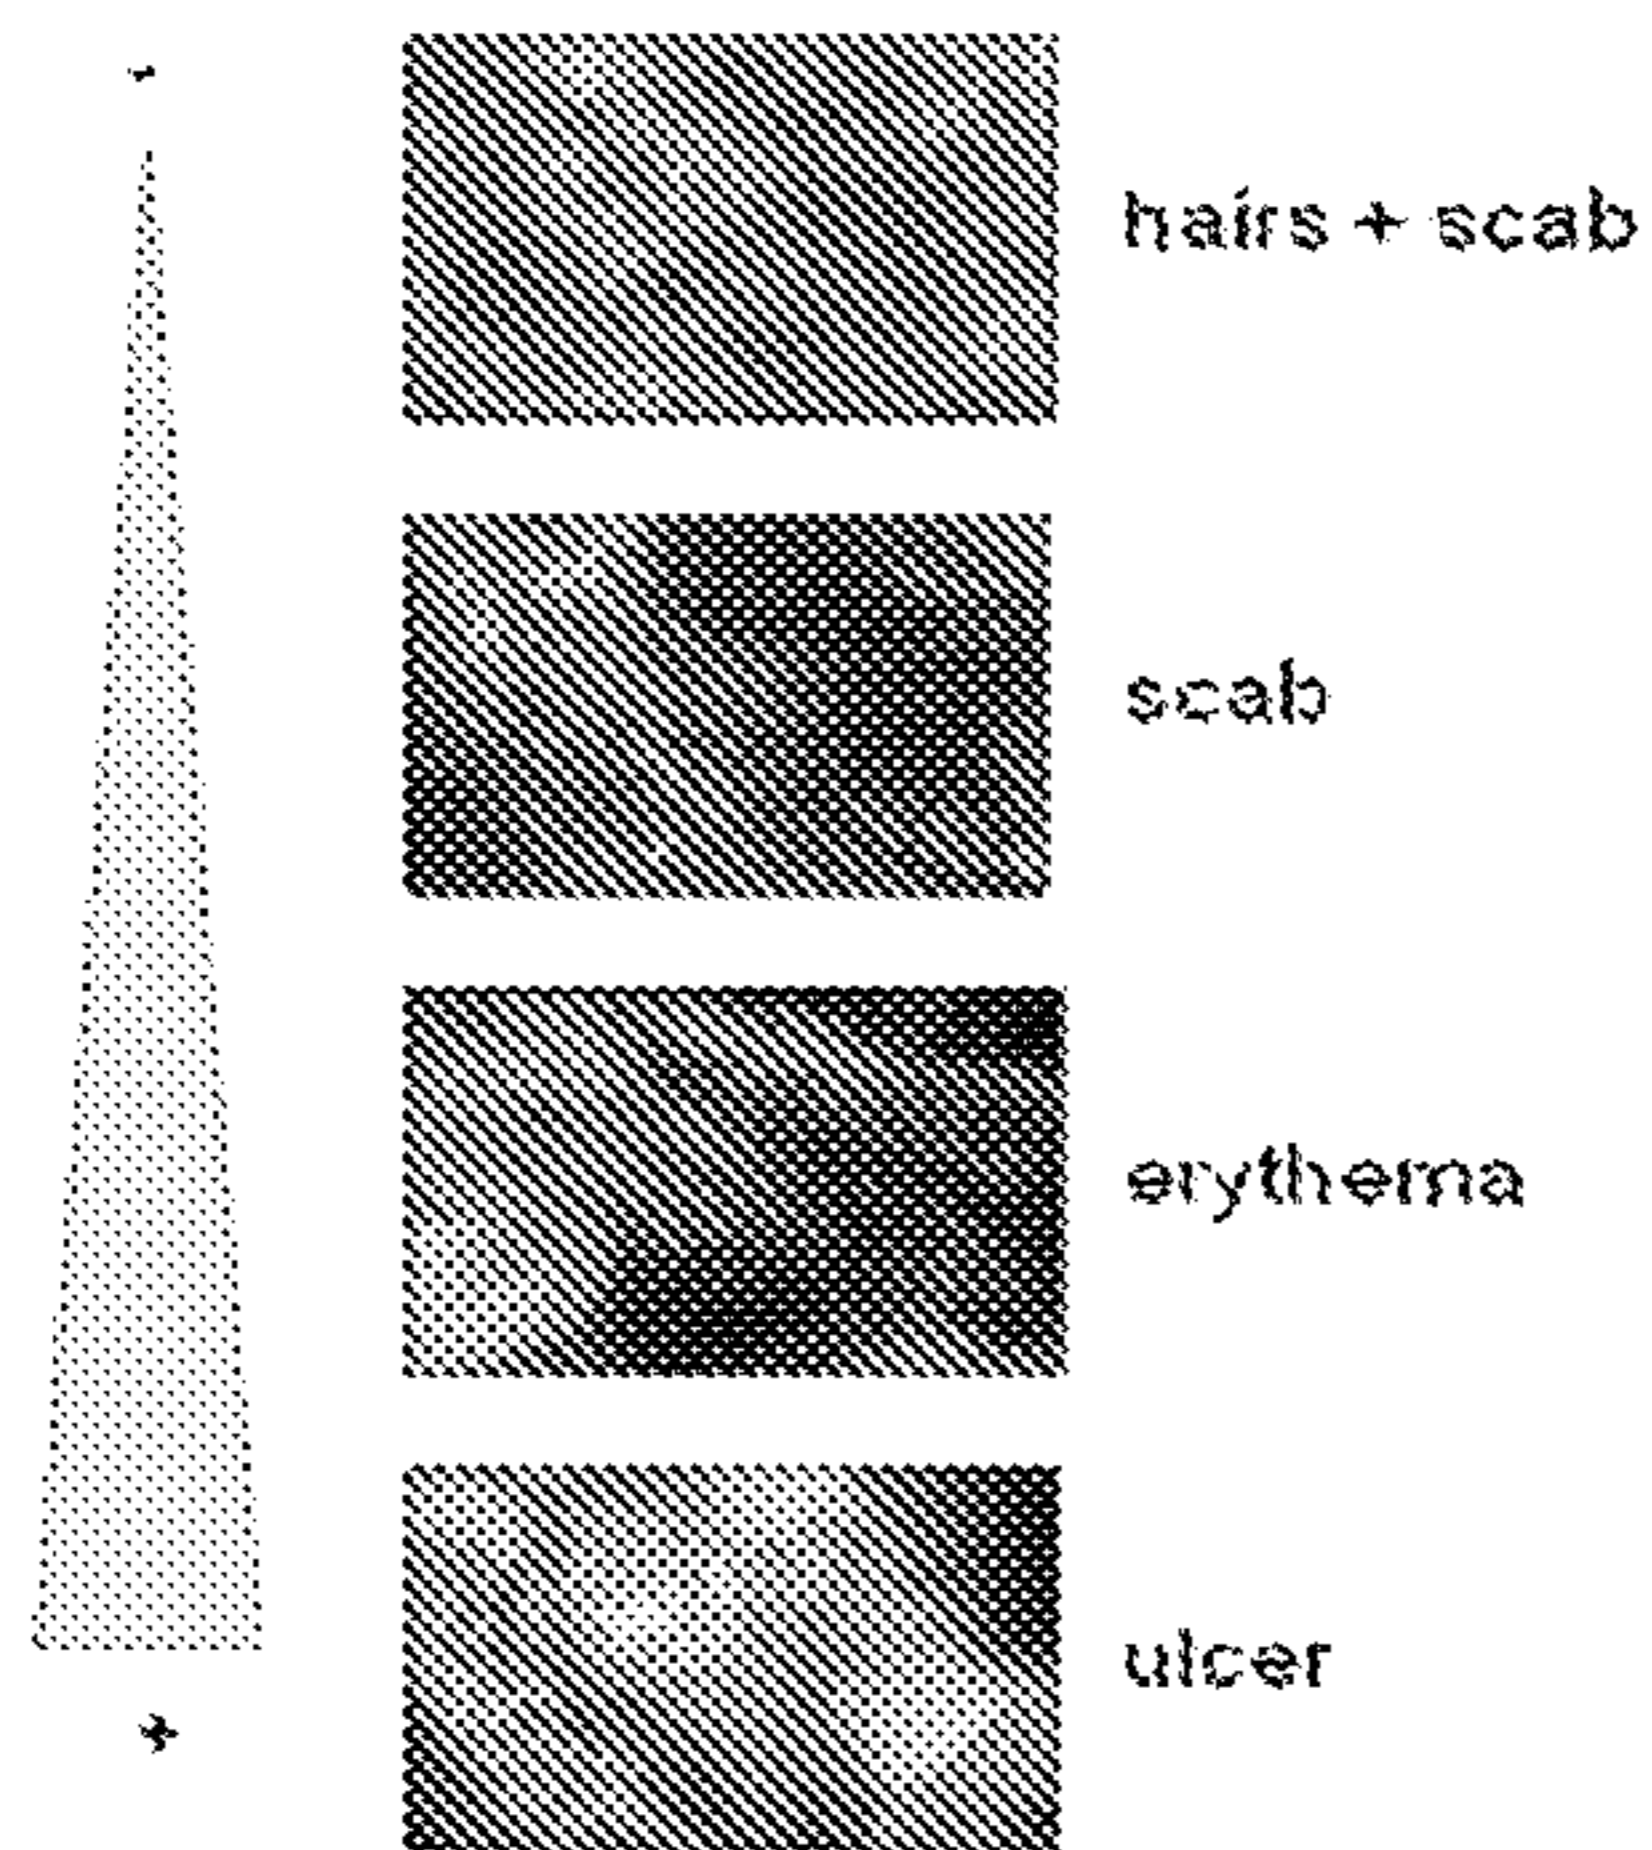 -
hairs + scab
scab
erythema
ulcer
+